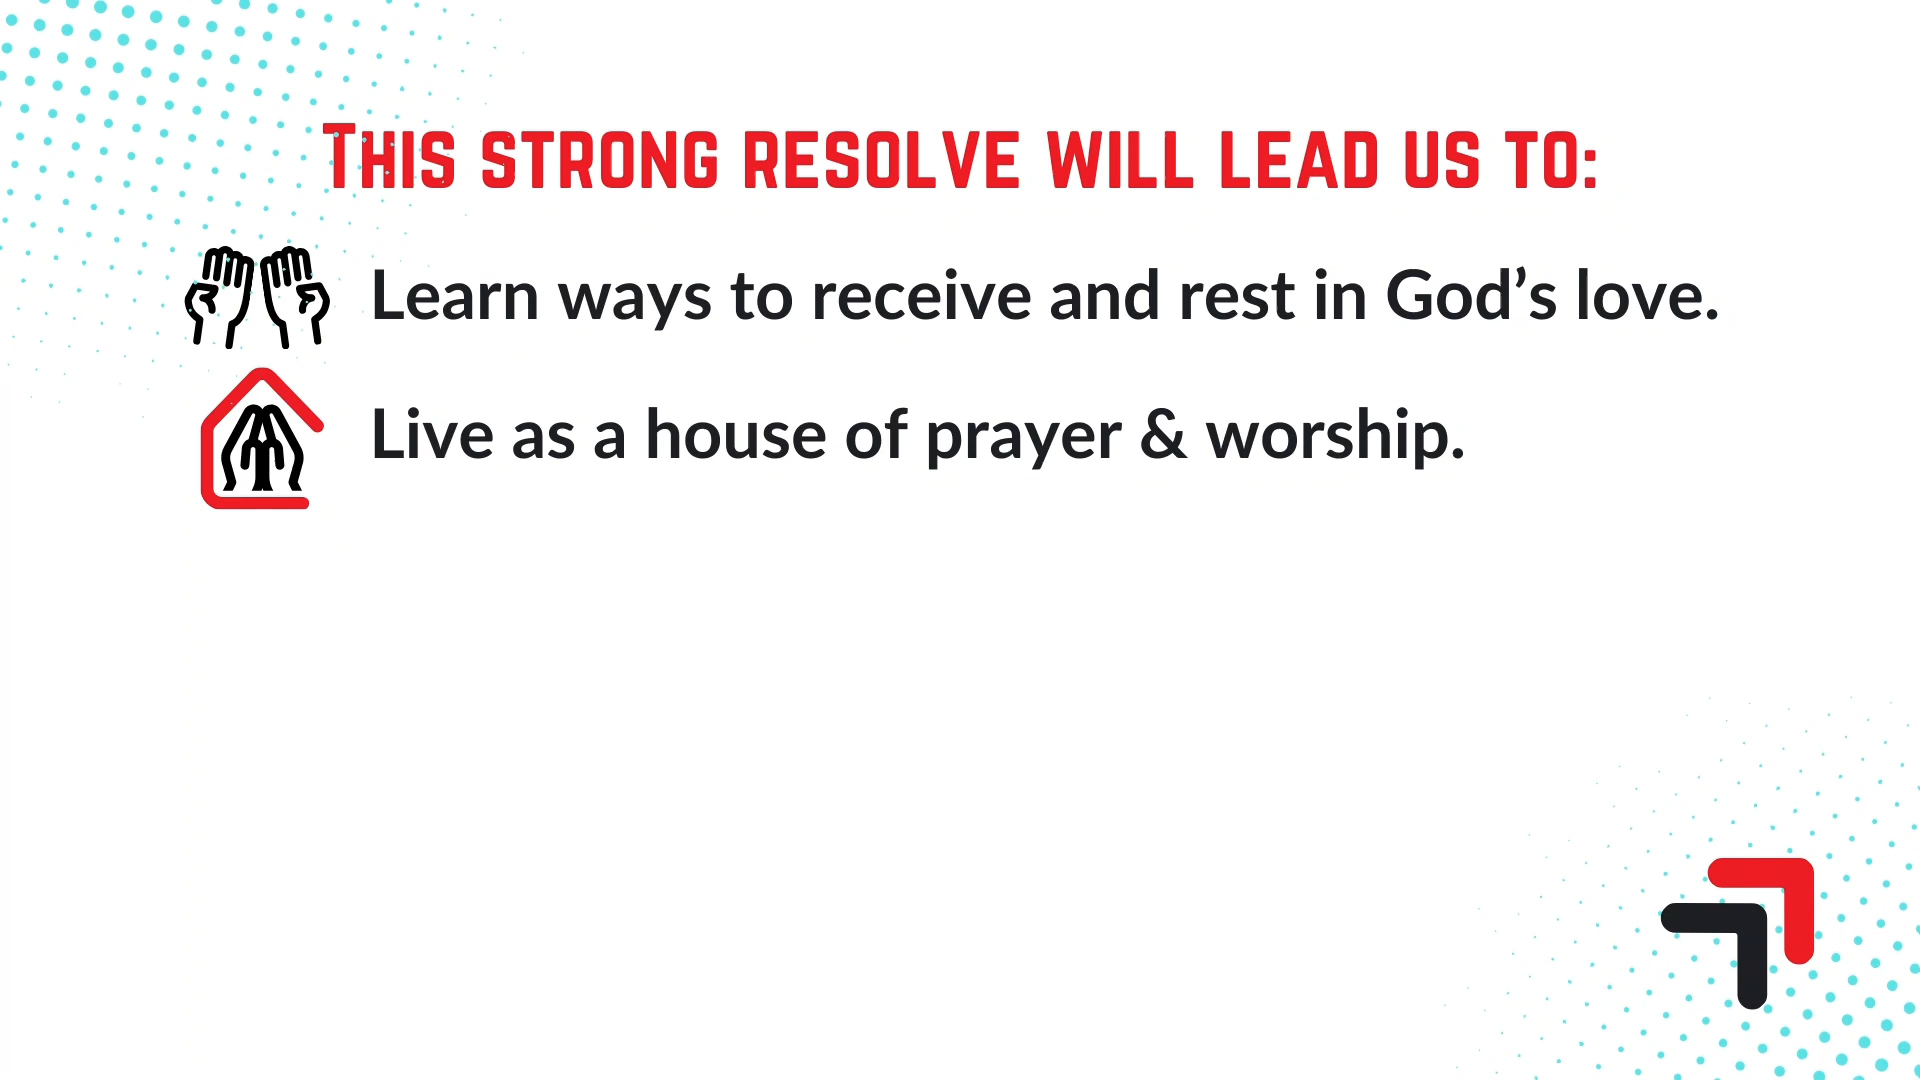 This strong resolve will lead us to:
Learn ways to receive and rest in God’s love.
Live as a house of prayer & worship.